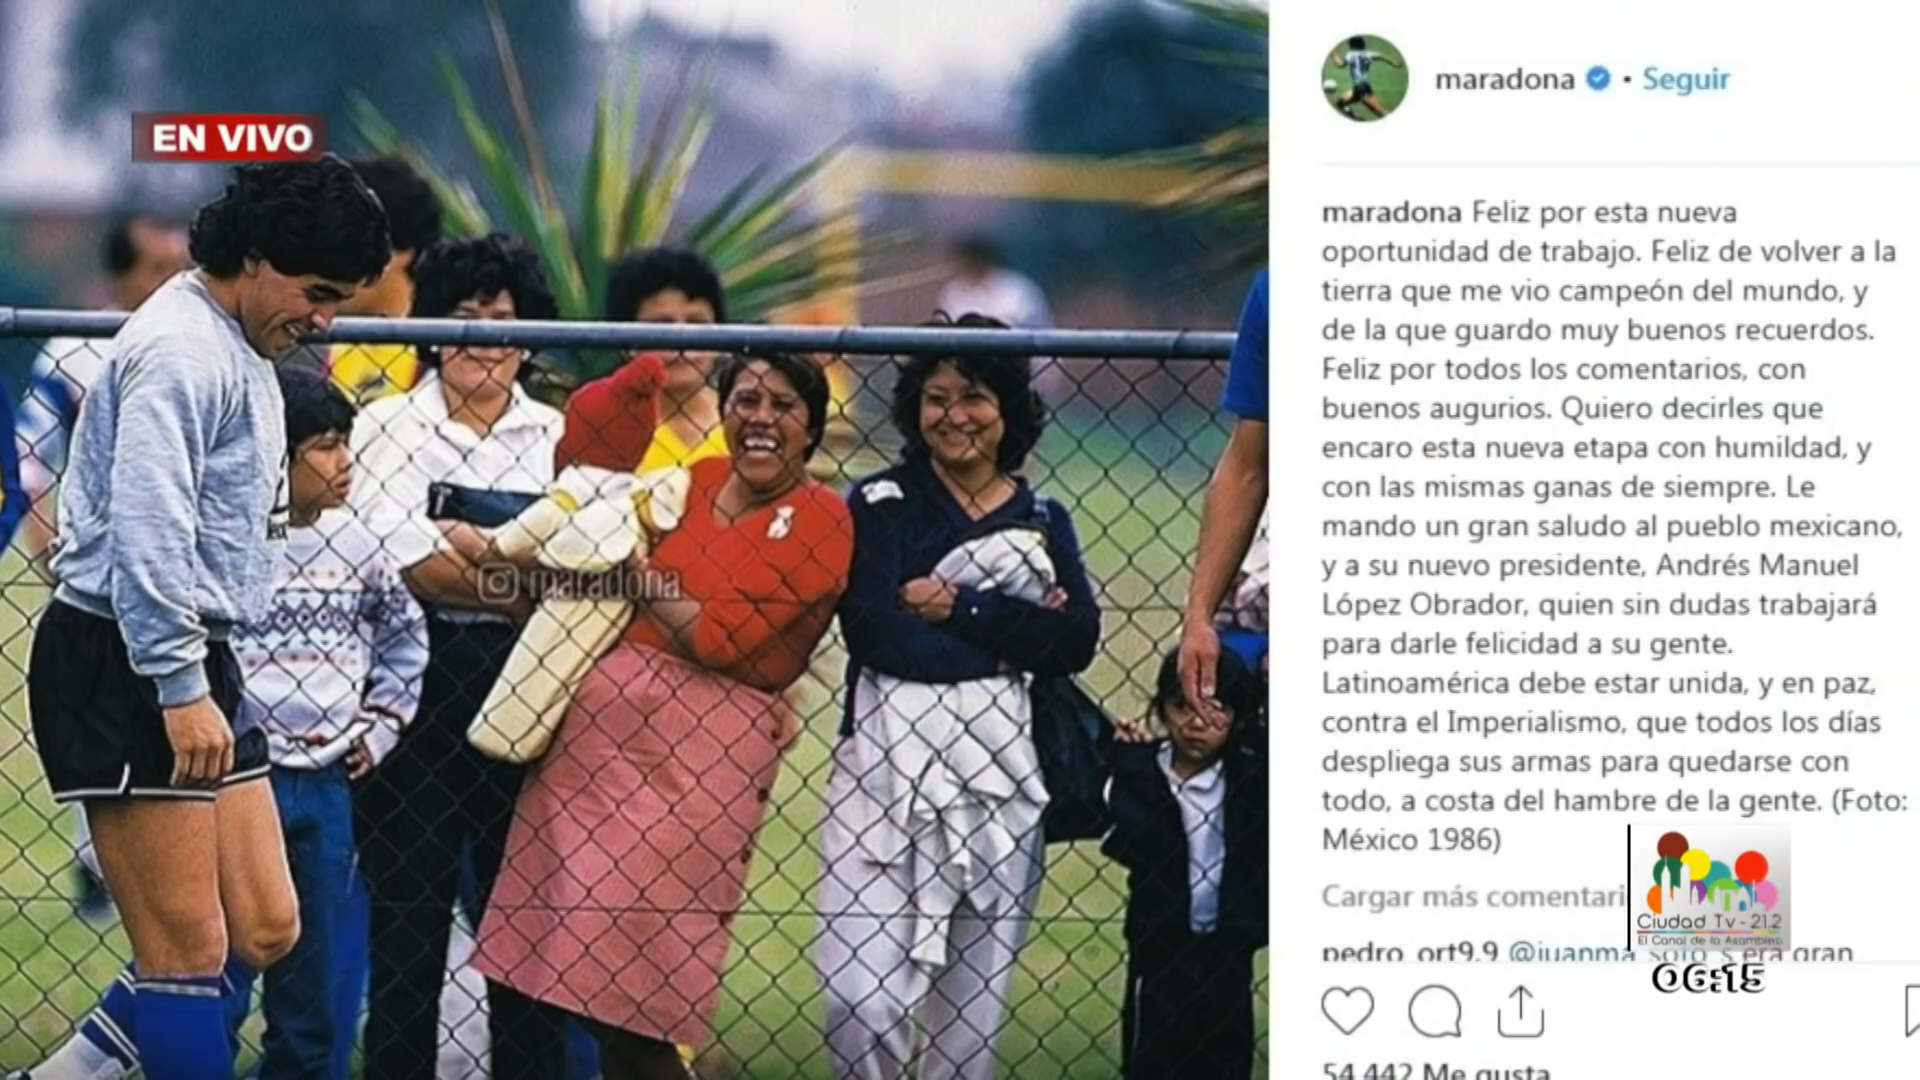 EN VIVO
maradona
maradona • Seguir
maradona Feliz por esta nueva
oportunidad de trabajo. Feliz de volver a la
tierra que me vio campeón del mundo, y
de la que guardo muy buenos recuerdos.
Feliz por todos los comentarios, con
buenos augurios. Quiero decirles que
encaro esta nueva etapa con humildad, y
con las mismas ganas de siempre. Le
mando un gran saludo al pueblo mexicano,
y a su nuevo presidente, Andrés Manuel
López Obrador, quien sin dudas trabajará
para darle felicidad a su gente.
Latinoamérica debe estar unida, y en paz,
contra el Imperialismo, que todos los días
despliega sus armas para quedarse con
todo, a costa del hambre de la gente. (Foto:
México 1986)
Cargar más comentari
pedro_ort9.9 era gran
Ciudad Tv - 21.2
El Canal de la Asamblea
06:15
54,442 Me gusta